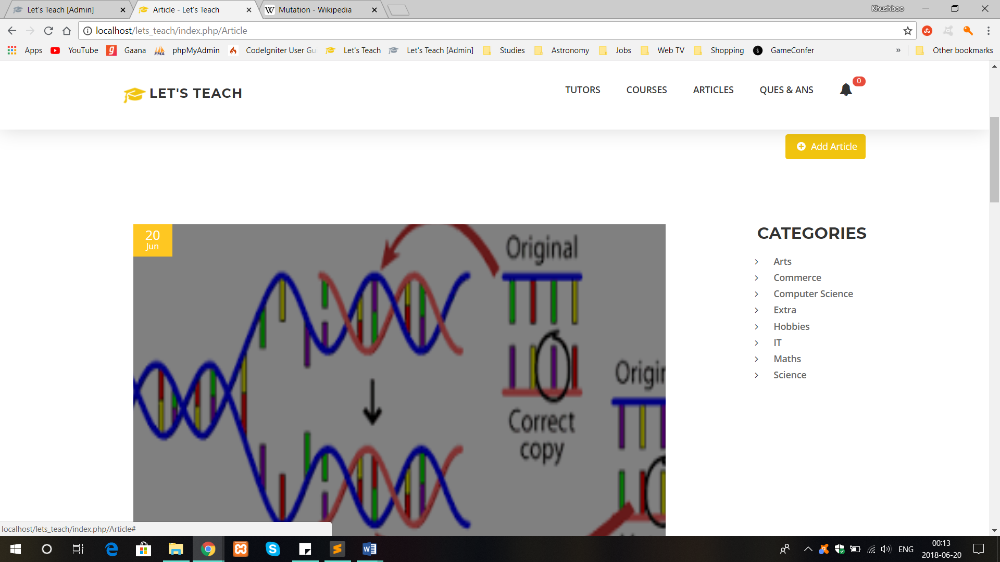 Let's Teach [Admin]
Article - Let's Teach
Mutation - Wikipedia
Khushboo
localhost/lets_teach/index.php/Article
Apps
YouTube
Gaana
phpMyAdmin
CodeIgniter User Gu
Let's Teach
Let's Teach [Admin]
Studies
Astronomy
Jobs
Web TV
Shopping
GameConfer
»
Other bookmarks
LET'S TEACH
TUTORS
COURSES
ARTICLES
QUES & ANS
0
Add Article
20
Jun
Original
Correct
copy
Origin
CATEGORIES
Arts
Commerce
Computer Science
Extra
Hobbies
IT
Maths
Science
localhost/lets_teach/index.php/Article#
ENG
00:13
2018-06-20